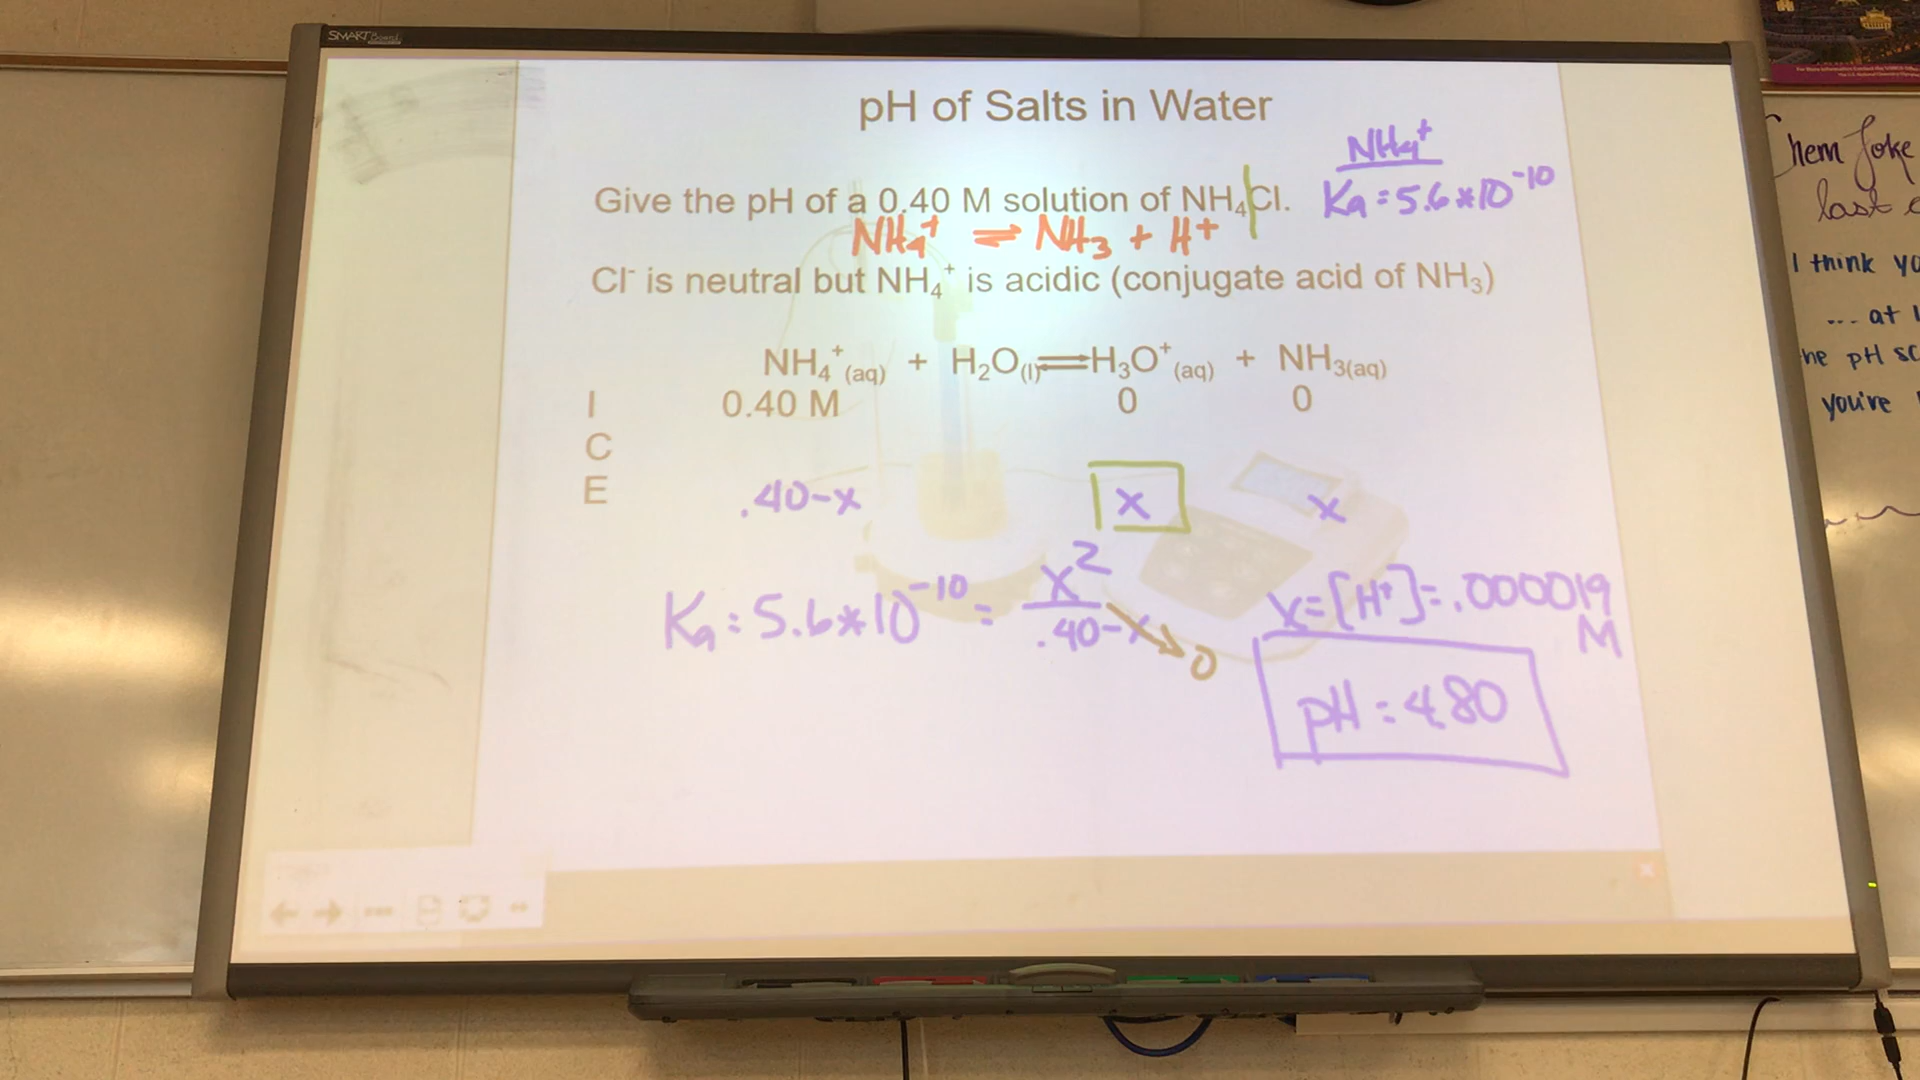 SMART Board
pH of Salts in Water
NH₄⁺
Give the pH of a 0.40 M solution of NH₄Cl.
Ka = 5.6 * 10⁻¹⁰
NH₄⁺ ⇌ NH₃ + H⁺
Cl⁻ is neutral but NH₄⁺ is acidic (conjugate acid of NH₃)
NH₄⁺(aq) + H₂O(l) ⇌ H₃O⁺(aq) + NH₃(aq)
I 0.40 M 0 0
C
E .40-x x x
Ka = 5.6 * 10⁻¹⁰ = x² / .40-x → 0
x = [H⁺] = .000019 M
pH = 4.80
Chem Joke
last
I think
... at
pH
you're